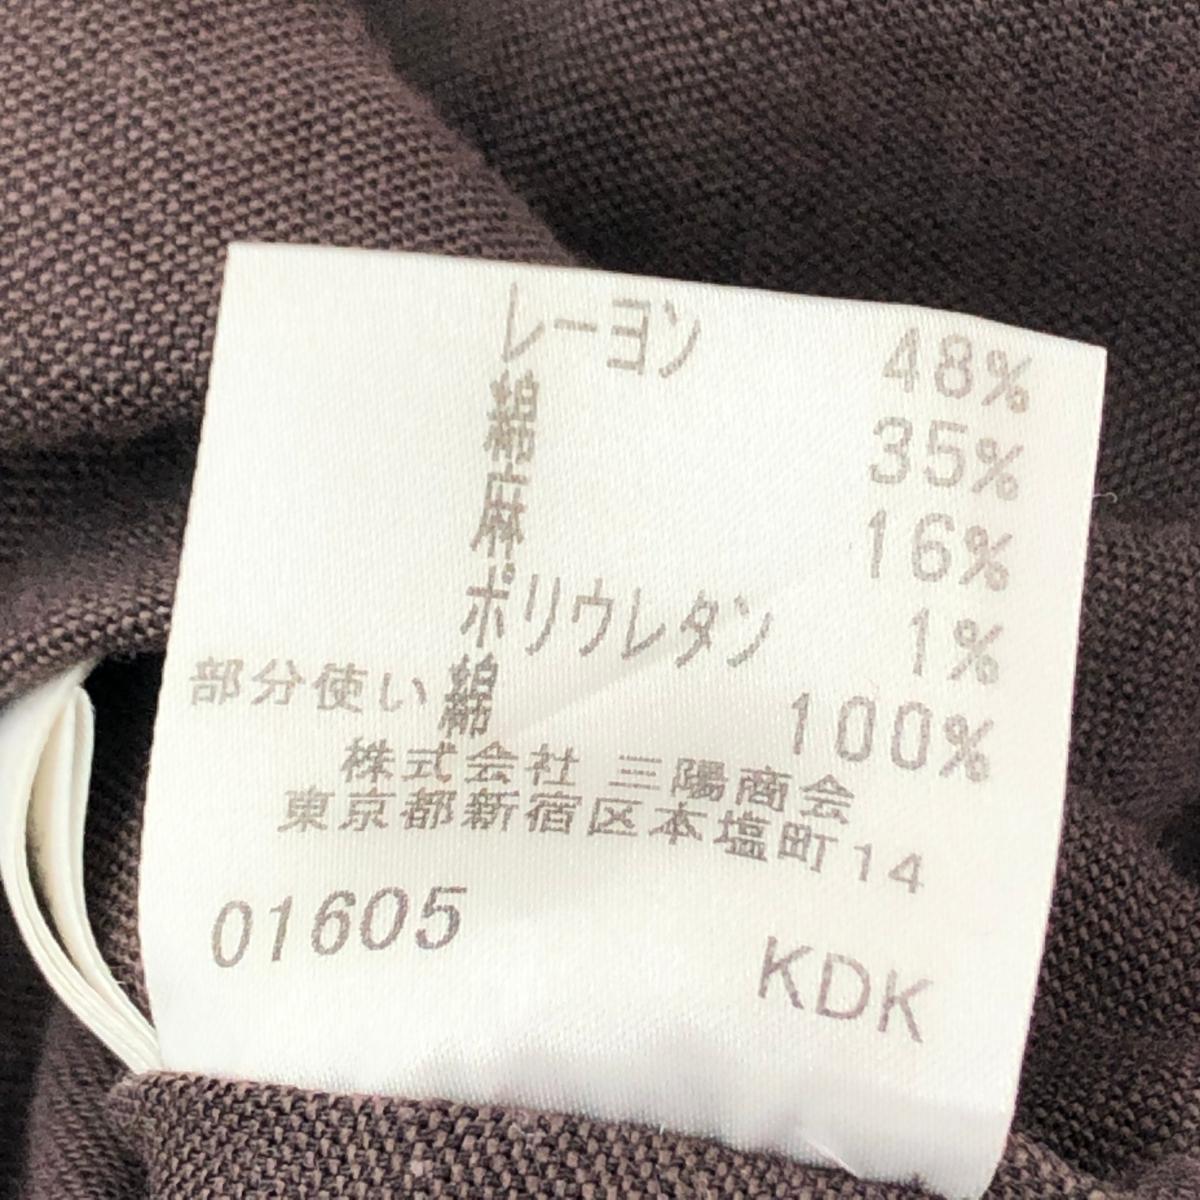 レーヨン 48%
綿 35%
麻 16%
ポリウレタン 1%
部分使い 綿 100%
株式会社 三陽商会
東京都新宿区本塩町14
01605
KDK